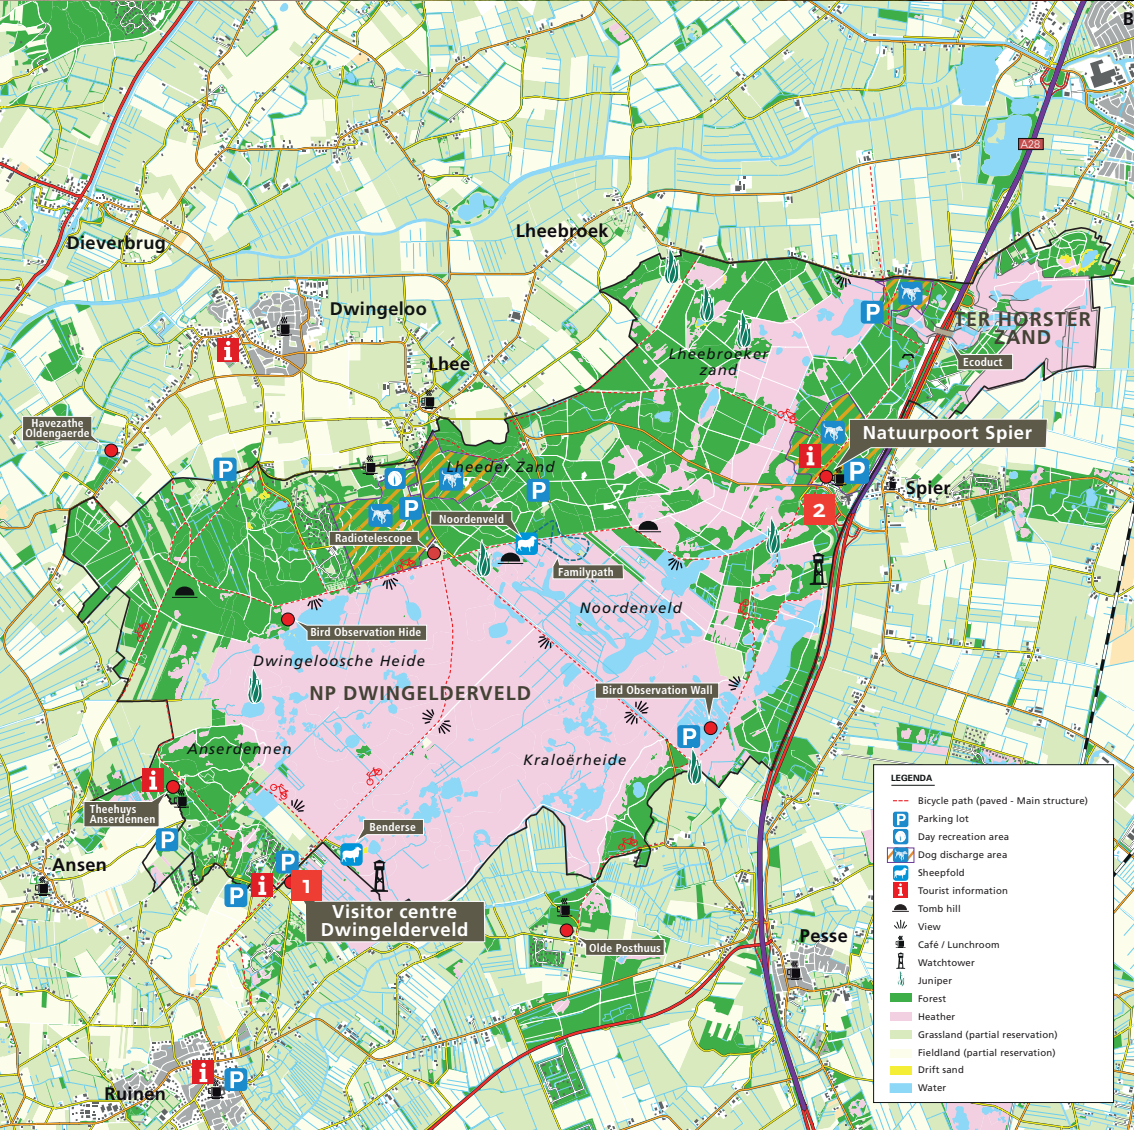 B
A28
Dieverbrug
Lheebroek
Dwingeloo
TER HORSTER
ZAND
Lheebroeker
zand
Ecoduct
Lhee
Havezathe
Oldengaerde
Natuurpoort Spier
Lheeder Zand
Spier
2
Noordenveld
Radiotelescope
Familypath
Noordenveld
Bird Observation Hide
Dwingeloosche Heide
NP DWINGELDERVELD
Bird Observation Wall
Anserdennen
Kraloërheide
Theehuys
Anserdennen
Benderse
Ansen
1
Visitor centre
Dwingelderveld
Olde Posthuus
Pesse
Ruinen
P
P
P
P
P
P
P
P
P
P
i
i
i
i
i
LEGENDA
Bicycle path (paved - Main structure)
P Parking lot
Day recreation area
Dog discharge area
Sheepfold
i Tourist information
Tomb hill
View
Café / Lunchroom
Watchtower
Juniper
Forest
Heather
Grassland (partial reservation)
Fieldland (partial reservation)
Drift sand
Water